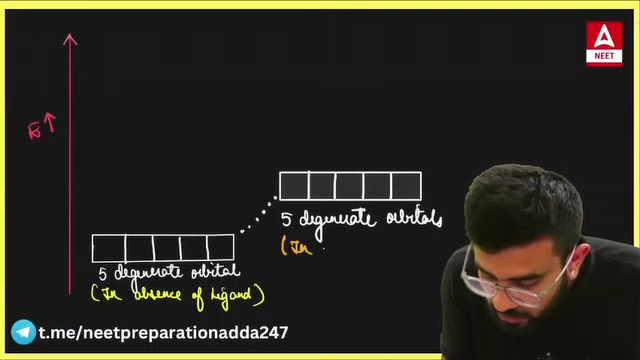 A
NEET
E↑
5 degenerate orbitals
(In
5 degenerate orbital
(In absence of Ligand)
t.me/neetpreparationadda247